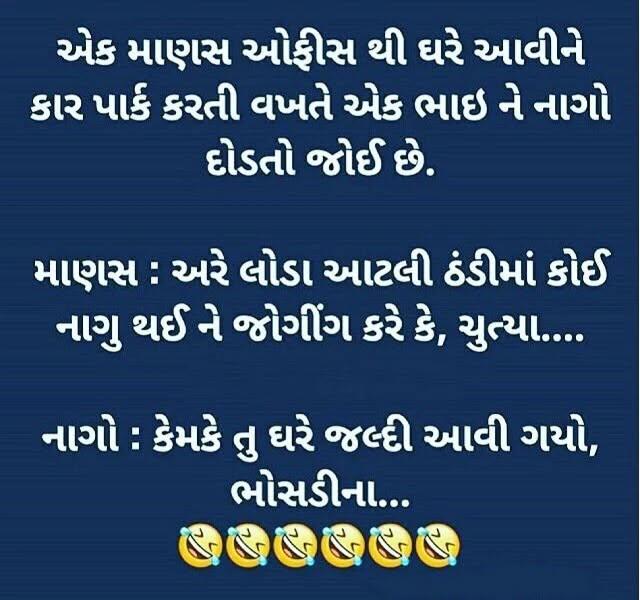 એક માણસ ઓફીસ થી ઘરે આવીને
કાર પાર્ક કરતી વખતે એક ભાઇ ને નાગો
દોડતો જોઈ છે.
માણસ : અરે લોડા આટલી ઠંડીમાં કોઈ
નાગુ થઈ ને જોગીંગ કરે કે, ચુત્યા....
નાગો : કેમકે તુ ઘરે જલ્દી આવી ગયો,
ભોસડીના...
🤣🤣🤣🤣🤣🤣